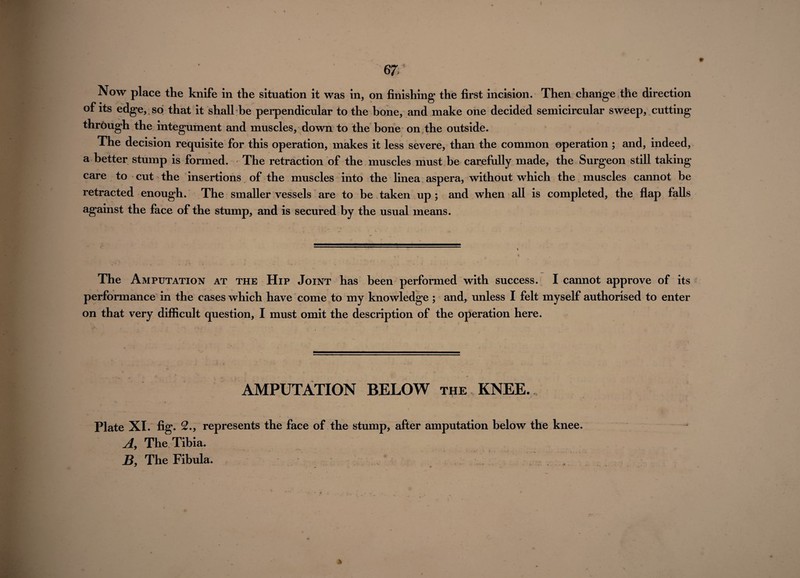 67
Now place the knife in the situation it was in, on finishing the first incision. Then change the direction
of its edge, so that it shall be perpendicular to the bone, and make one decided semicircular sweep, cutting
through the integument and muscles, down to the bone on the outside.
The decision requisite for this operation, makes it less severe, than the common operation ; and, indeed,
a better stump is formed. The retraction of the muscles must be carefully made, the Surgeon still taking
care to cut the insertions of the muscles into the linea aspera, without which the muscles cannot be
retracted enough. The smaller vessels are to be taken up ; and when all is completed, the flap falls
against the face of the stump, and is secured by the usual means.
The Amputation at the Hip Joint has been performed with success. I cannot approve of its
performance in the cases which have come to my knowledge ; and, unless I felt myself authorised to enter
on that very difficult question, I must omit the description of the operation here.
AMPUTATION BELOW THE KNEE.
Plate XI. fig. 2., represents the face of the stump, after amputation below the knee.
A, The Tibia.
B, The Fibula.